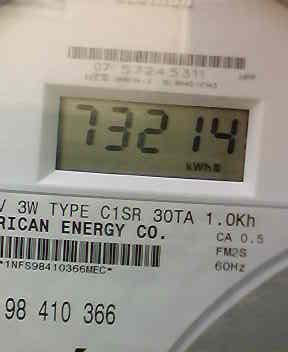 07 57245311
73214
kWh
V 3W TYPE C1SR 30TA 1.0Kh
RICAN ENERGY CO.
CA 0.5
FM2S
60Hz
*1NFS98410366MEC*
98 410 366